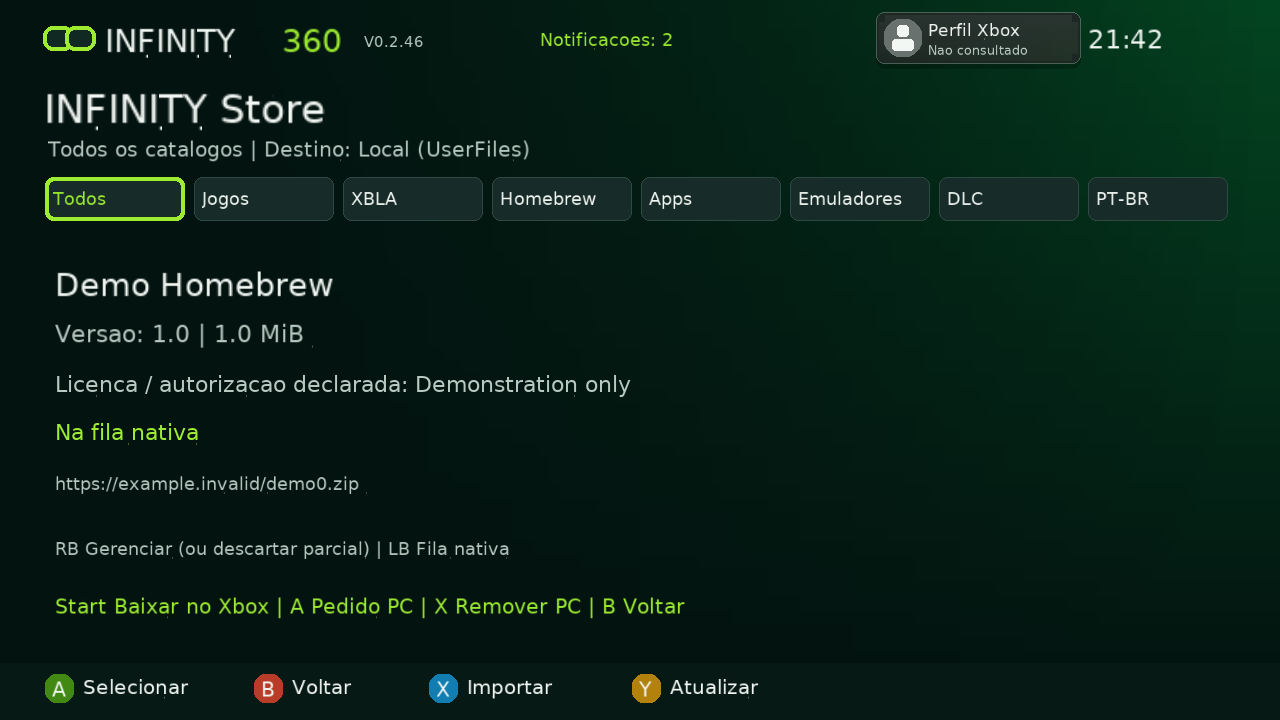 INFINITY 360 V0.2.46 Notificacoes: 2 Perfil Xbox 21:42
Nao consultado
INFINITY Store
Todos os catalogos | Destino: Local (UserFiles)
Todos Jogos XBLA Homebrew Apps Emuladores DLC PT-BR
Demo Homebrew
Versao: 1.0 | 1.0 MiB
Licenca / autorizacao declarada: Demonstration only
Na fila nativa
https://example.invalid/demo0.zip
RB Gerenciar (ou descartar parcial) | LB Fila nativa
Start Baixar no Xbox | A Pedido PC | X Remover PC | B Voltar
A Selecionar B Voltar X Importar Y Atualizar